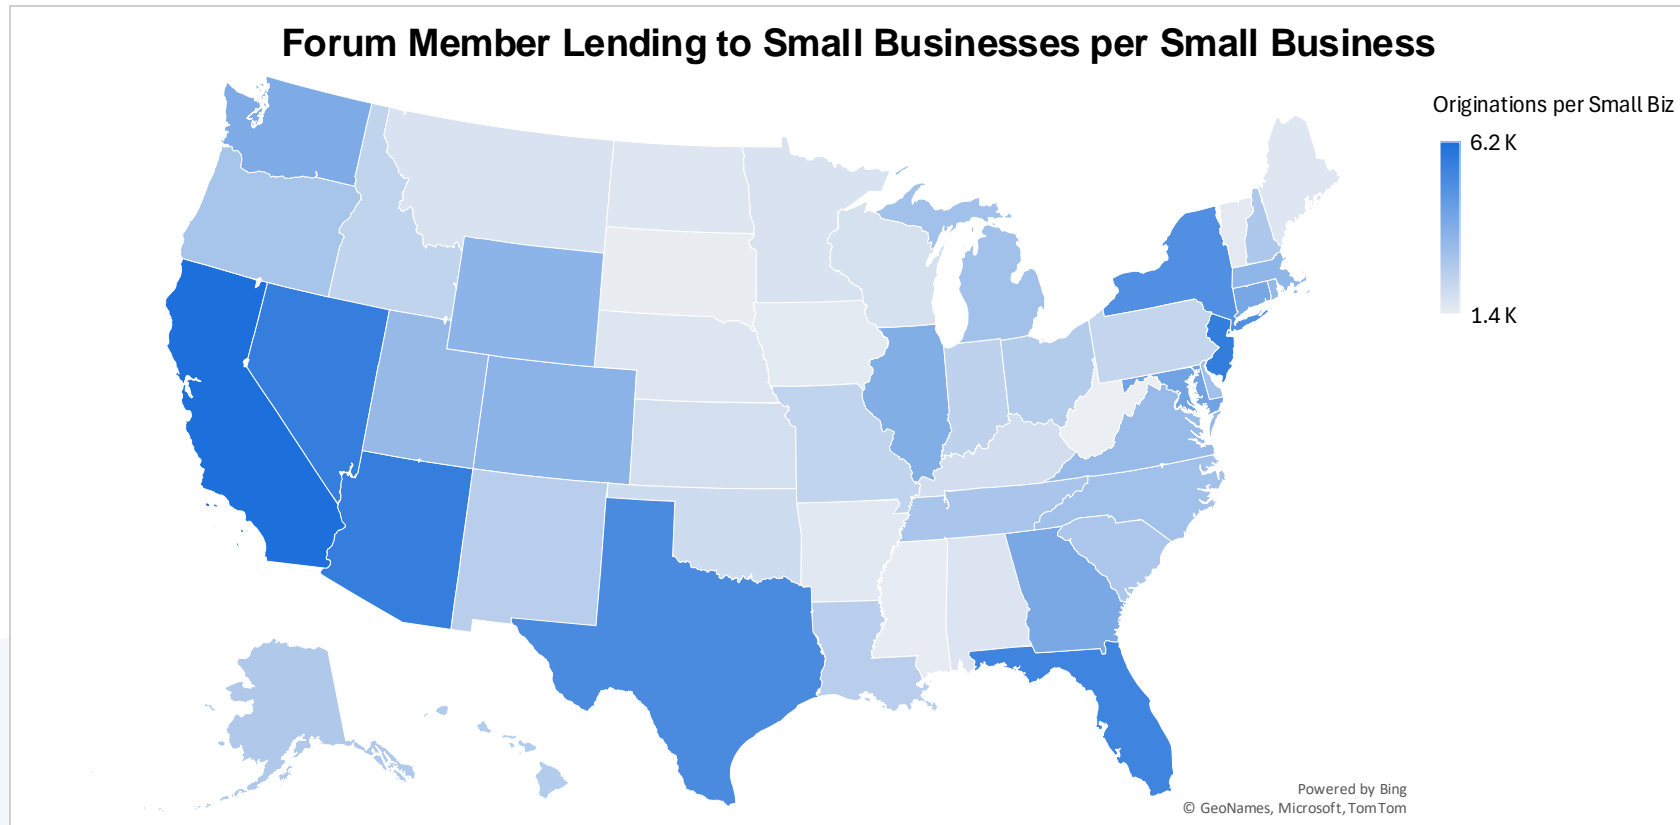 Forum Member Lending to Small Businesses per Small Business
Originations per Small Biz
6.2 K
1.4 K
Powered by Bing
© GeoNames, Microsoft, TomTom